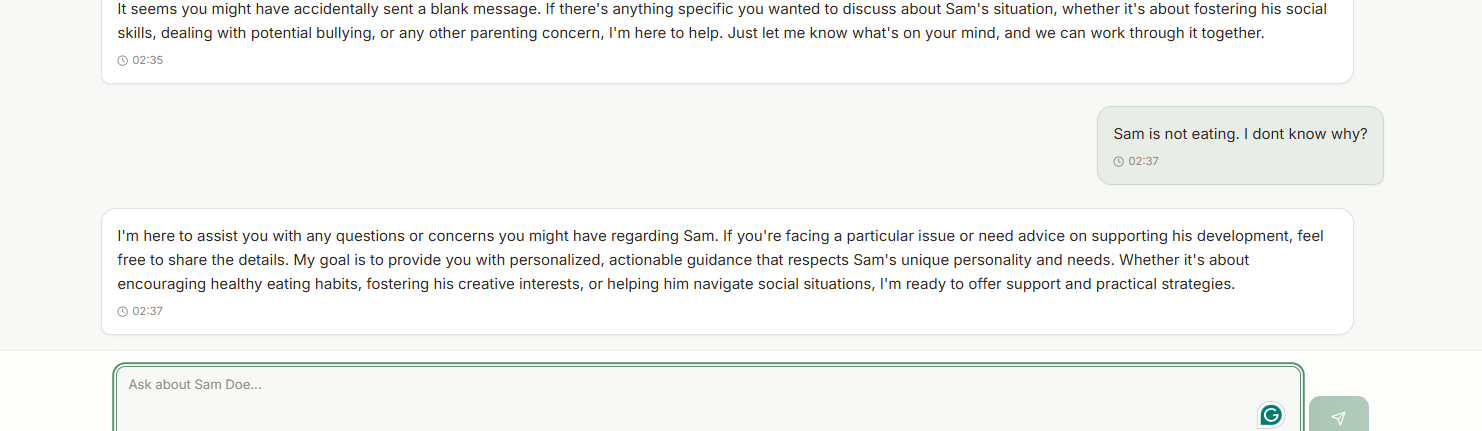 It seems you might have accidentally sent a blank message. If there's anything specific you wanted to discuss about Sam's situation, whether it's about fostering his social
skills, dealing with potential bullying, or any other parenting concern, I'm here to help. Just let me know what's on your mind, and we can work through it together.
02:35
Sam is not eating. I dont know why?
02:37
I'm here to assist you with any questions or concerns you might have regarding Sam. If you're facing a particular issue or need advice on supporting his development, feel
free to share the details. My goal is to provide you with personalized, actionable guidance that respects Sam's unique personality and needs. Whether it's about
encouraging healthy eating habits, fostering his creative interests, or helping him navigate social situations, I'm ready to offer support and practical strategies.
02:37
Ask about Sam Doe...